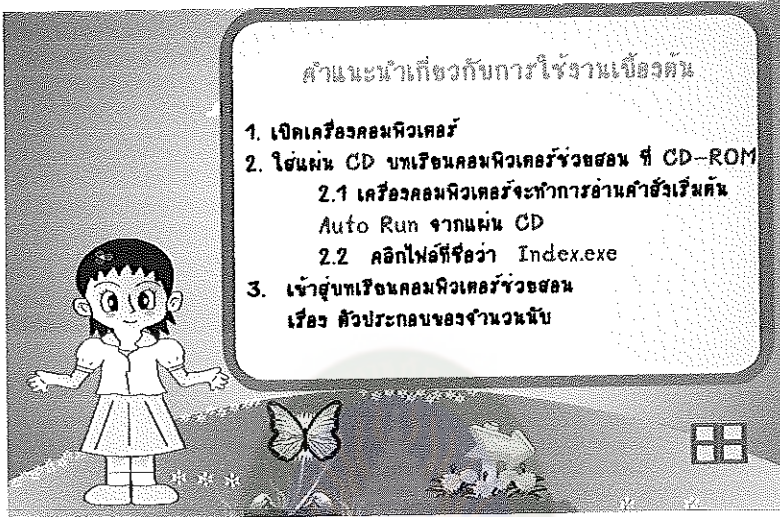 คำแนะนำเกี่ยวกับการใช้งานเบื้องต้น
1. เปิดเครื่องคอมพิวเตอร์
2. ใส่แผ่น CD บทเรียนคอมพิวเตอร์ช่วยสอน ที่ CD-ROM
2.1 เครื่องคอมพิวเตอร์จะทำการอ่านคำสั่งเริ่มต้น
Auto Run จากแผ่น CD
2.2 คลิกไฟล์ที่ชื่อว่า Index.exe
3. เข้าสู่บทเรียนคอมพิวเตอร์ช่วยสอน
เรื่อง ตัวประกอบของจำนวนนับ